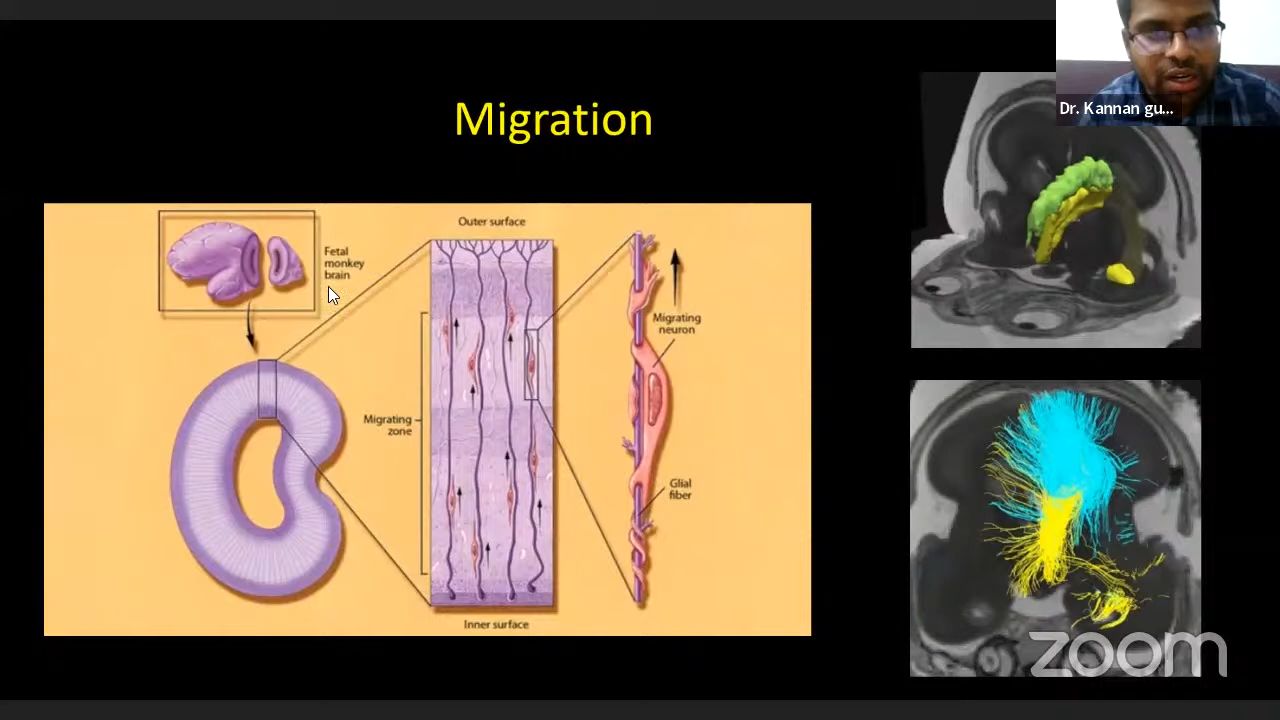 Dr. Kannan gu...
Migration
Outer surface
Fetal
monkey
brain
Migrating
neuron
Migrating
zone
Glial
fiber
Inner surface
zoom